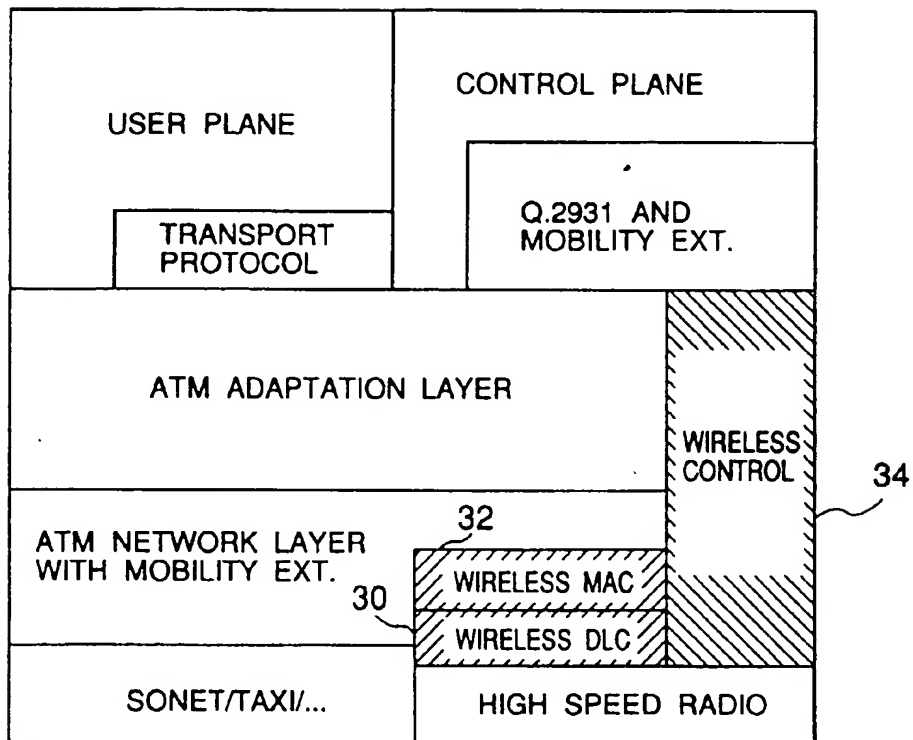 CONTROL PLANE
USER PLANE
Q.2931 AND
MOBILITY EXT.
TRANSPORT
PROTOCOL
ATM ADAPTATION LAYER
WIRELESS
CONTROL
34
32
ATM NETWORK LAYER
WITH MOBILITY EXT.
WIRELESS MAC
30
WIRELESS DLC
SONET/TAXI/...
HIGH SPEED RADIO